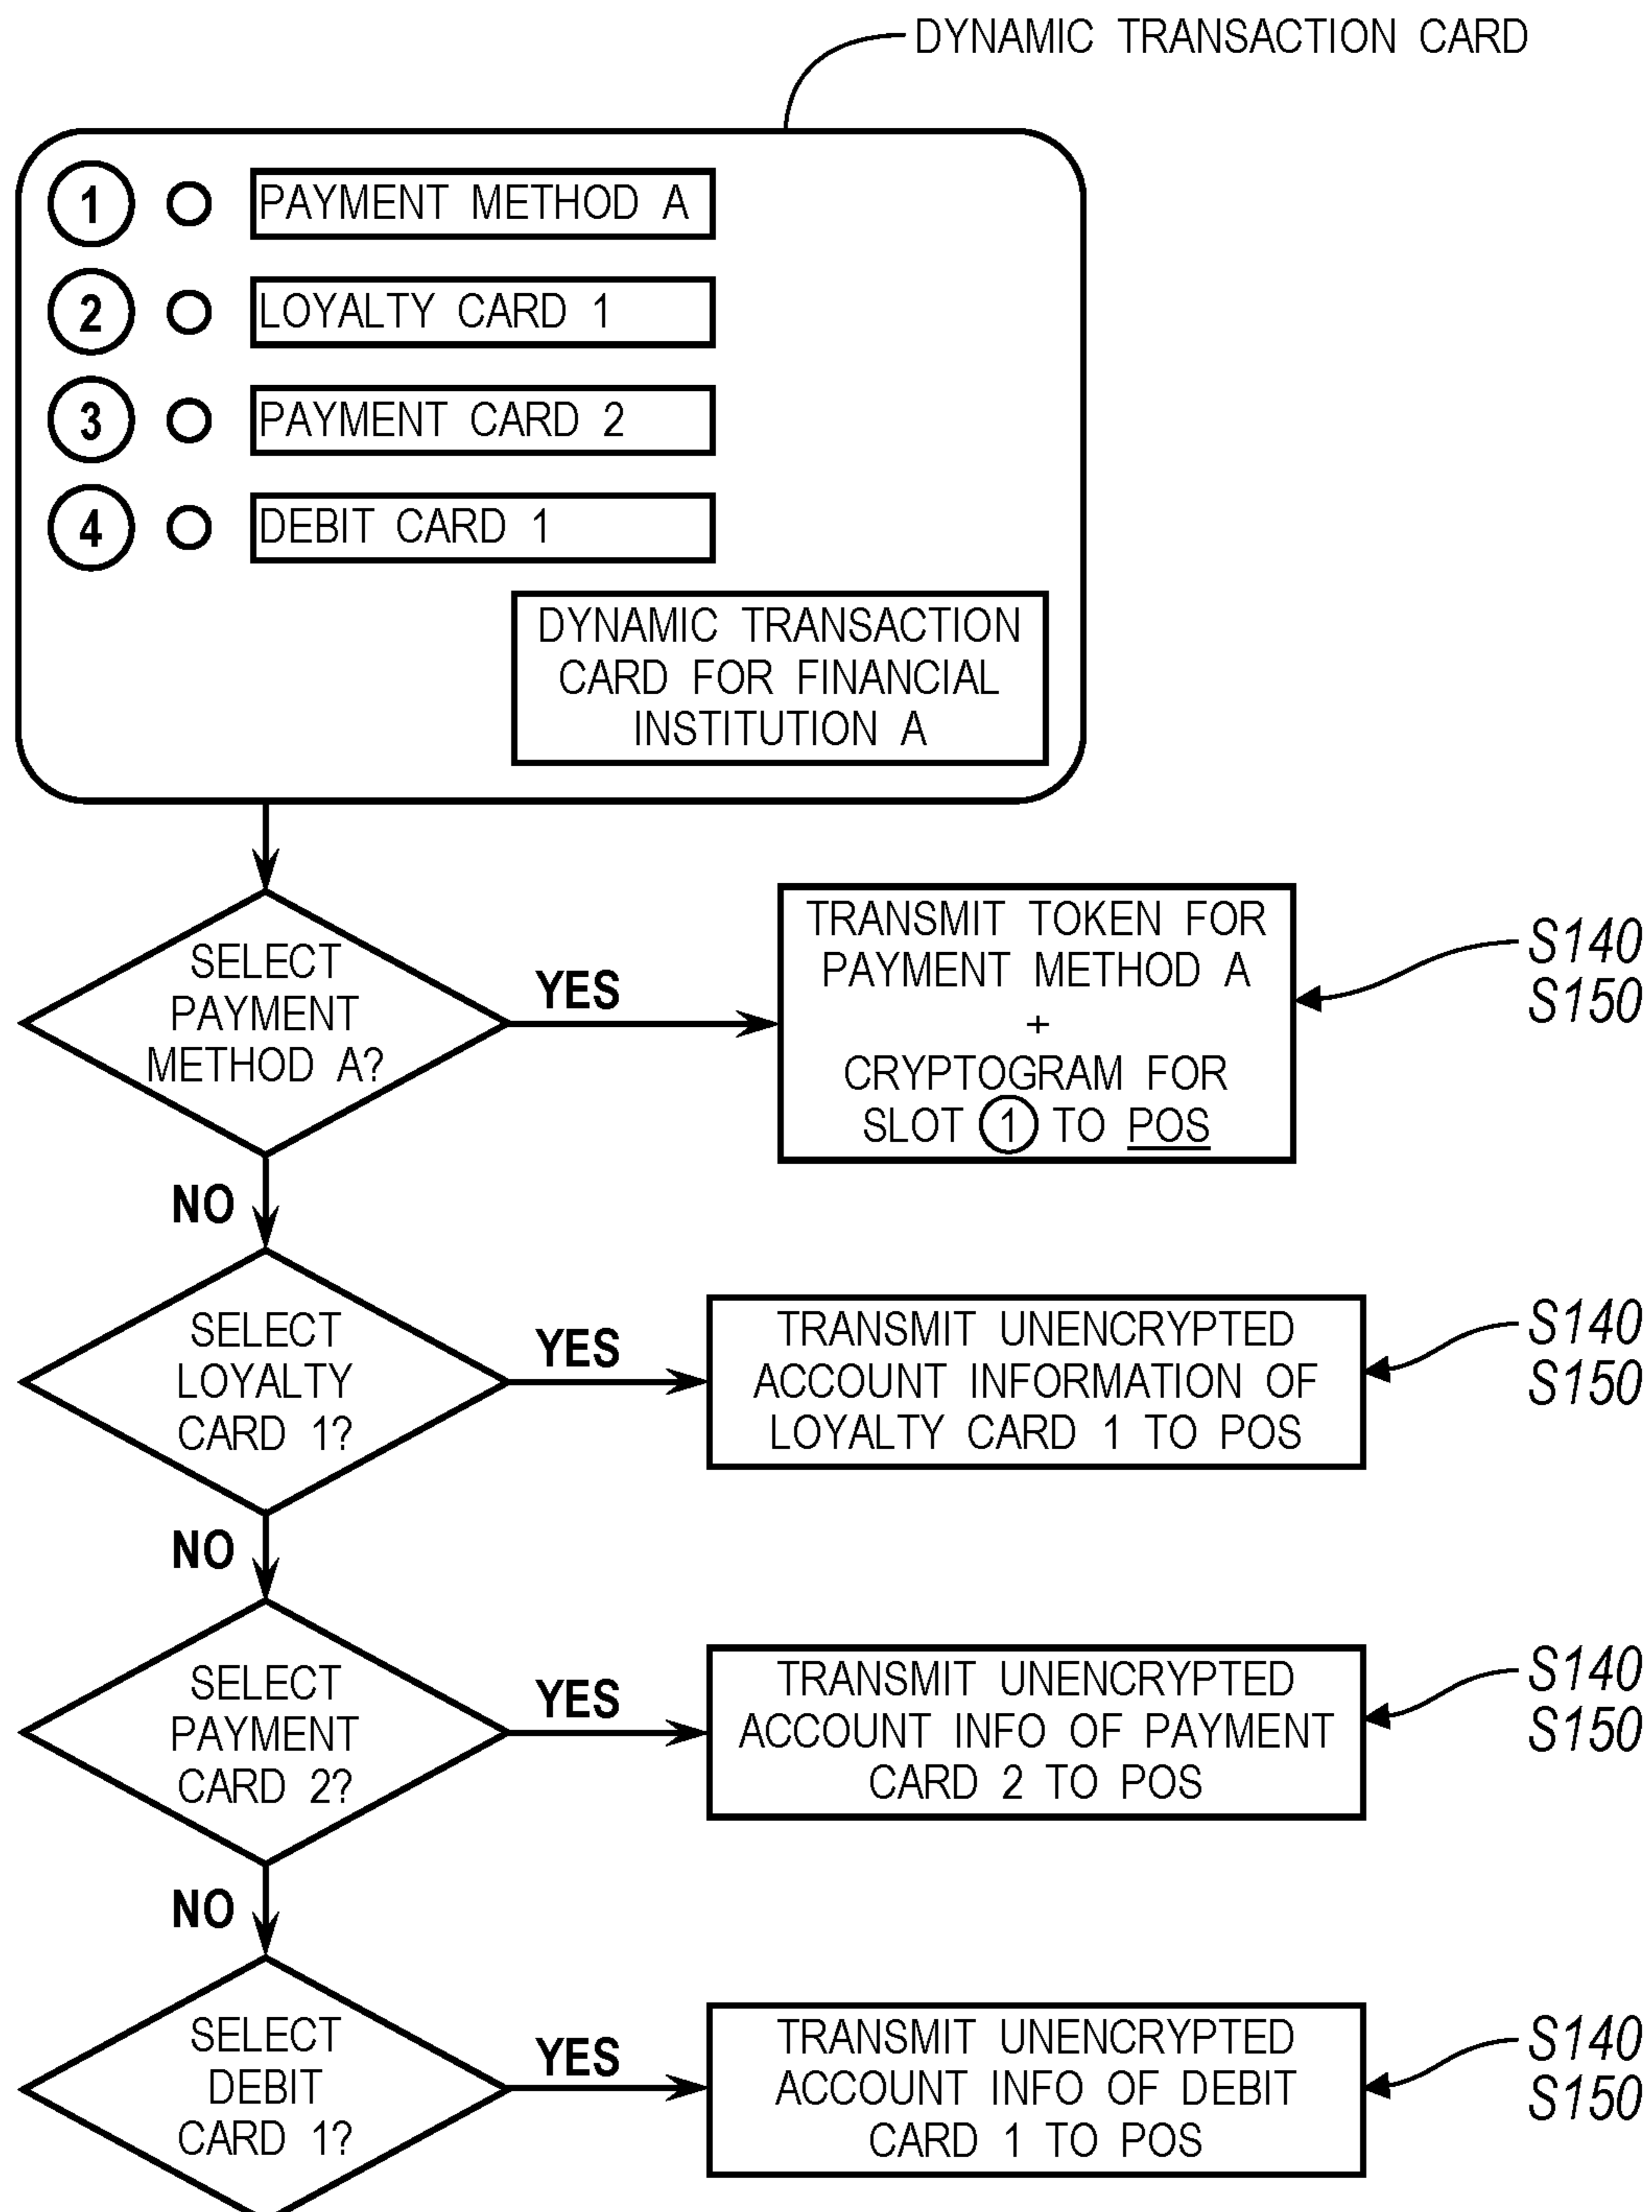 DYNAMIC TRANSACTION CARD
1 PAYMENT METHOD A
2 LOYALTY CARD 1
3 PAYMENT CARD 2
4 DEBIT CARD 1
DYNAMIC TRANSACTION
CARD FOR FINANCIAL
INSTITUTION A
SELECT
PAYMENT
METHOD A?
YES
TRANSMIT TOKEN FOR
PAYMENT METHOD A
+
CRYPTOGRAM FOR
SLOT 1 TO POS
S140
S150
NO
SELECT
LOYALTY
CARD 1?
YES
TRANSMIT UNENCRYPTED
ACCOUNT INFORMATION OF
LOYALTY CARD 1 TO POS
S140
S150
NO
SELECT
PAYMENT
CARD 2?
YES
TRANSMIT UNENCRYPTED
ACCOUNT INFO OF PAYMENT
CARD 2 TO POS
S140
S150
NO
SELECT
DEBIT
CARD 1?
YES
TRANSMIT UNENCRYPTED
ACCOUNT INFO OF DEBIT
CARD 1 TO POS
S140
S150